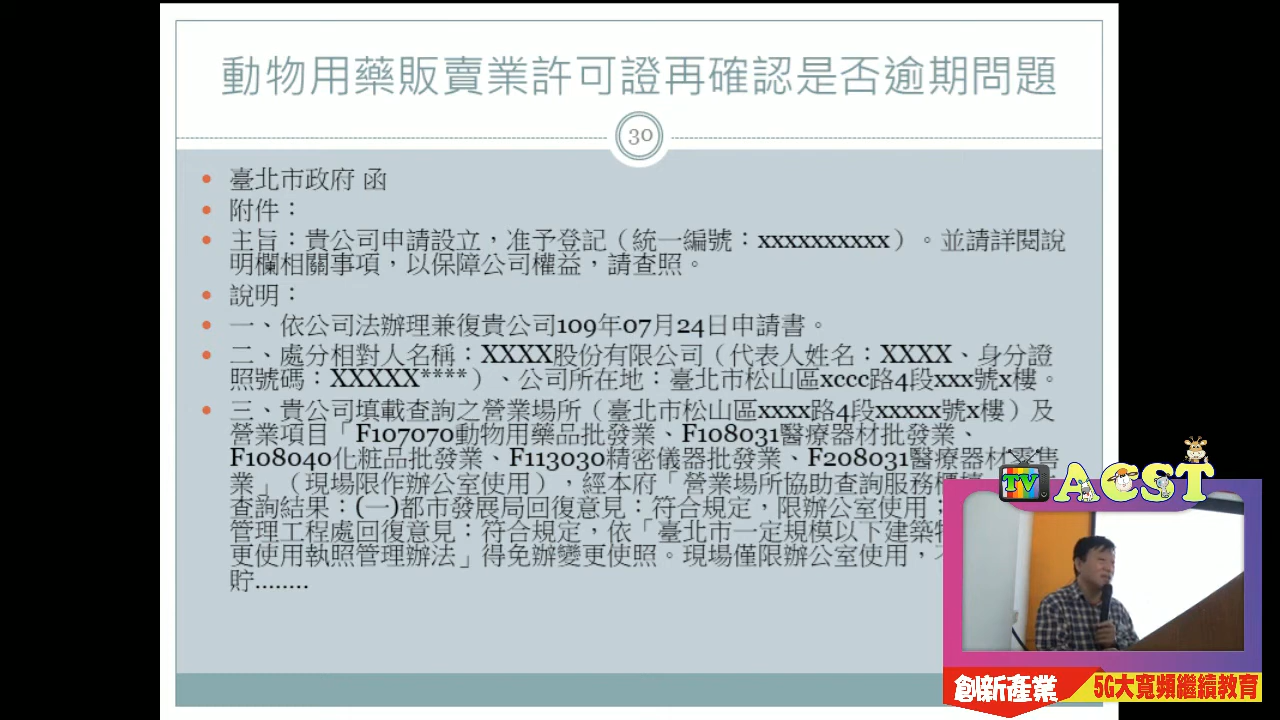 動物用藥販賣業許可證再確認是否逾期問題
30
臺北市政府 函
附件：
主旨：貴公司申請設立，准予登記（統一編號：xxxxxxxxxx）。並請詳閱說
明欄相關事項，以保障公司權益，請查照。
說明：
一、依公司法辦理兼復貴公司109年07月24日申請書。
二、處分相對人名稱：XXXX股份有限公司（代表人姓名：XXXX、身分證
照號碼：XXXXX****）、公司所在地：臺北市松山區xccc路4段xxx號x樓。
三、貴公司填載查詢之營業場所（臺北市松山區xxxx路4段xxxxx號x樓）及
營業項目「F107070動物用藥品批發業、F108031醫療器材批發業、
F108040化粧品批發業、F113030精密儀器批發業、F208031醫療器材零售
業」（現場限作辦公室使用），經本府「營業場所協助查詢服務櫃
查詢結果：(一)都市發展局回復意見：符合規定，限辦公室使用；
管理工程處回復意見：符合規定，依「臺北市一定規模以下建築
更使用執照管理辦法」得免辦變更使照。現場僅限辦公室使用，
貯........
TV ACST
創新產業
5G大寬頻繼續教育